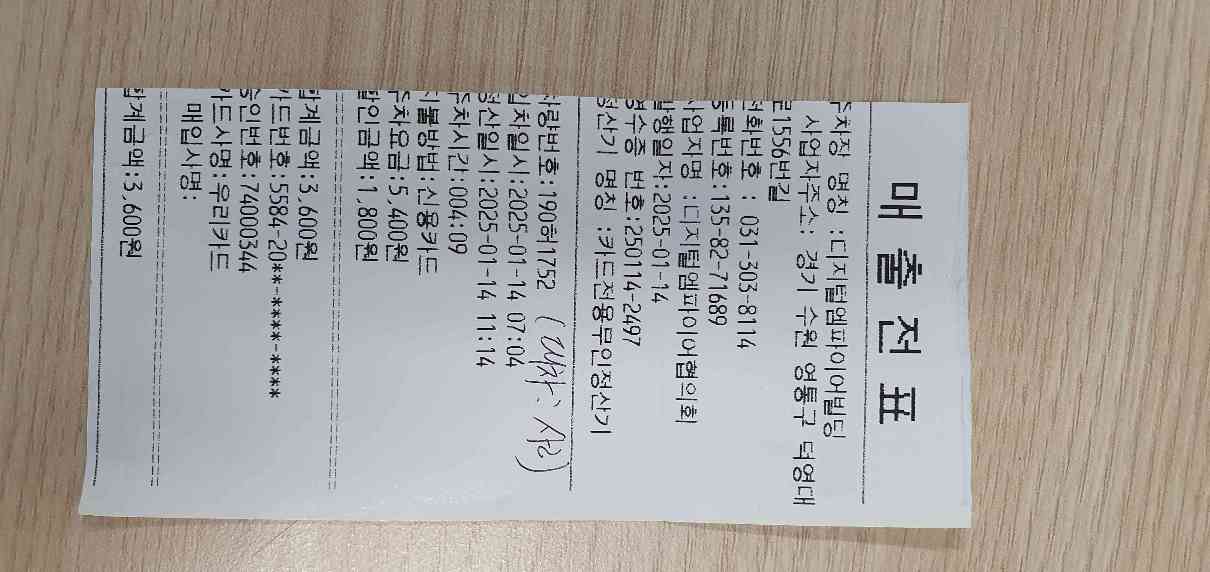 매 출 전 표
주차장 명칭 :디지털엠파이어빌딩
사업자주소: 경기 수원 영통구 덕영대
로1556번길
전화번호 : 031-303-8114
등록번호:135-82-71689
사업자명 :디지털엠파이어협의회
발행일자:2025-01-14
영수증 번호:250114-2497
정산기 명칭 :카드전용무인정산기
차량번호:190허1752 (대차: 수리)
입차일시:2025-01-14 07:04
정산일시:2025-01-14 11:14
주차시간:004:09
지불방법:신용카드
주차요금:5,400원
할인금액:1,800원
합계금액:3,600원
카드번호:5584-20**-****-****
승인번호:74000344
카드사명:우리카드
매입사명:
합계금액:3,600원